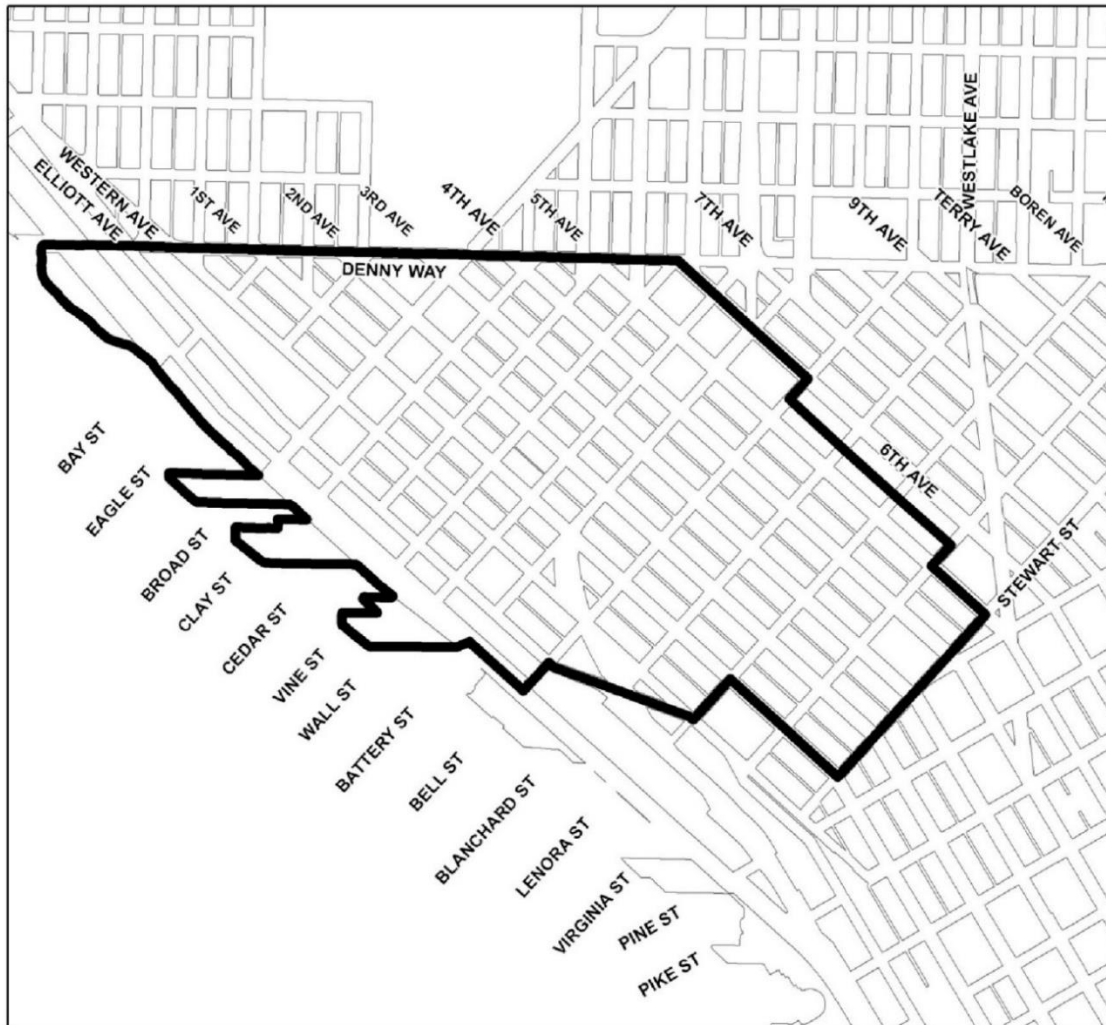 WESTLAKE AVE
WESTERN AVE
ELLIOTT AVE
1ST AVE
2ND AVE
3RD AVE
4TH AVE
5TH AVE
7TH AVE
9TH AVE
TERRY AVE
BOREN AVE
DENNY WAY
BAY ST
EAGLE ST
6TH AVE
BROAD ST
STEWART ST
CLAY ST
CEDAR ST
VINE ST
WALL ST
BATTERY ST
BELL ST
BLANCHARD ST
LENORA ST
VIRGINIA ST
PINE ST
PIKE ST